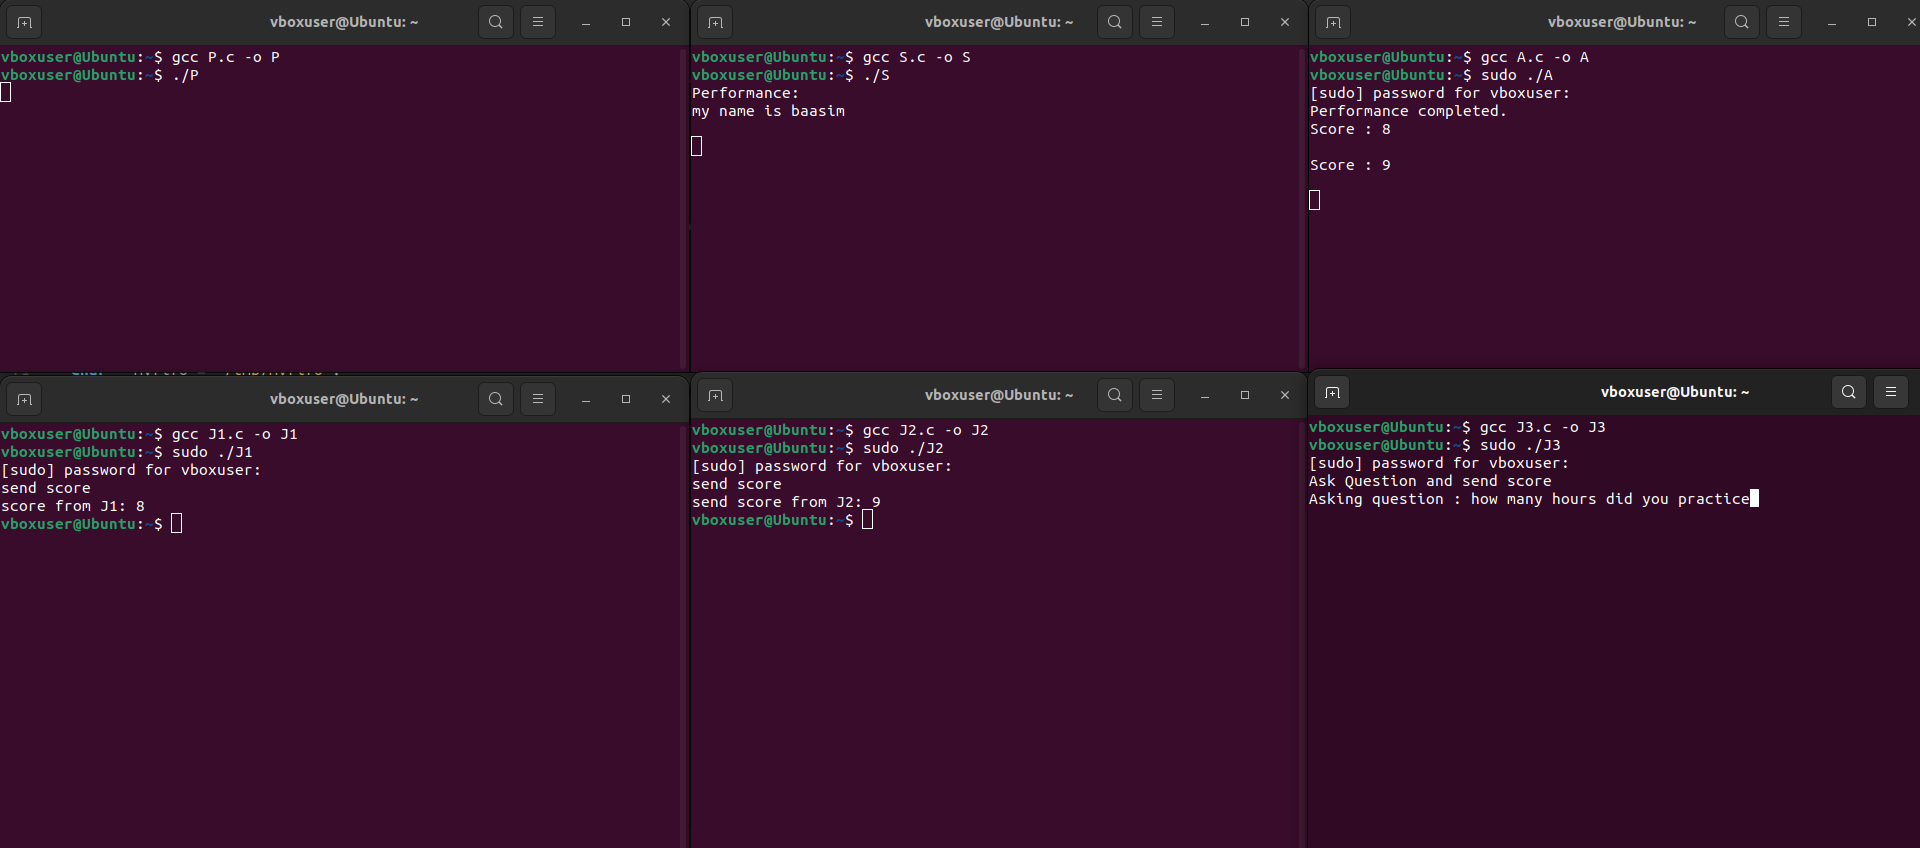 vboxuser@Ubuntu: ~
vboxuser@Ubuntu:~$ gcc P.c -o P
vboxuser@Ubuntu:~$ ./P
vboxuser@Ubuntu: ~
vboxuser@Ubuntu:~$ gcc S.c -o S
vboxuser@Ubuntu:~$ ./S
Performance:
my name is baasim
vboxuser@Ubuntu: ~
vboxuser@Ubuntu:~$ gcc A.c -o A
vboxuser@Ubuntu:~$ sudo ./A
[sudo] password for vboxuser:
Performance completed.
Score : 8
Score : 9
vboxuser@Ubuntu: ~
vboxuser@Ubuntu:~$ gcc J1.c -o J1
vboxuser@Ubuntu:~$ sudo ./J1
[sudo] password for vboxuser:
send score
score from J1: 8
vboxuser@Ubuntu:~$
vboxuser@Ubuntu: ~
vboxuser@Ubuntu:~$ gcc J2.c -o J2
vboxuser@Ubuntu:~$ sudo ./J2
[sudo] password for vboxuser:
send score
send score from J2: 9
vboxuser@Ubuntu:~$
vboxuser@Ubuntu: ~
vboxuser@Ubuntu:~$ gcc J3.c -o J3
vboxuser@Ubuntu:~$ sudo ./J3
[sudo] password for vboxuser:
Ask Question and send score
Asking question : how many hours did you practice